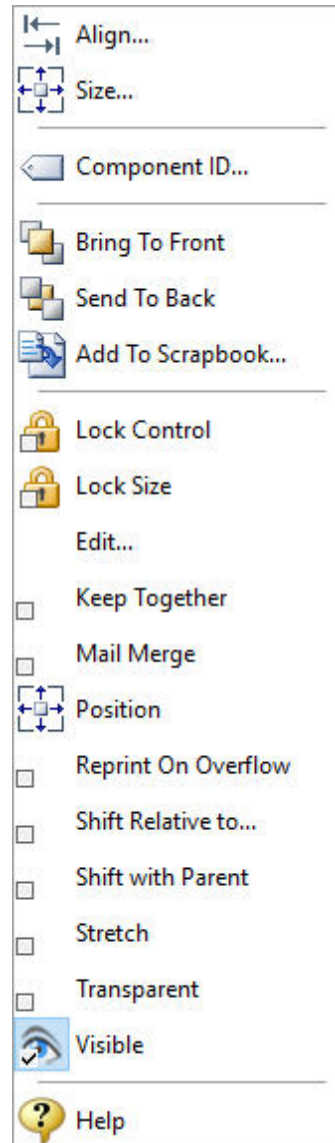 Align...
Size...
Component ID...
Bring To Front
Send To Back
Add To Scrapbook...
Lock Control
Lock Size
Edit...
Keep Together
Mail Merge
Position
Reprint On Overflow
Shift Relative to...
Shift with Parent
Stretch
Transparent
Visible
Help